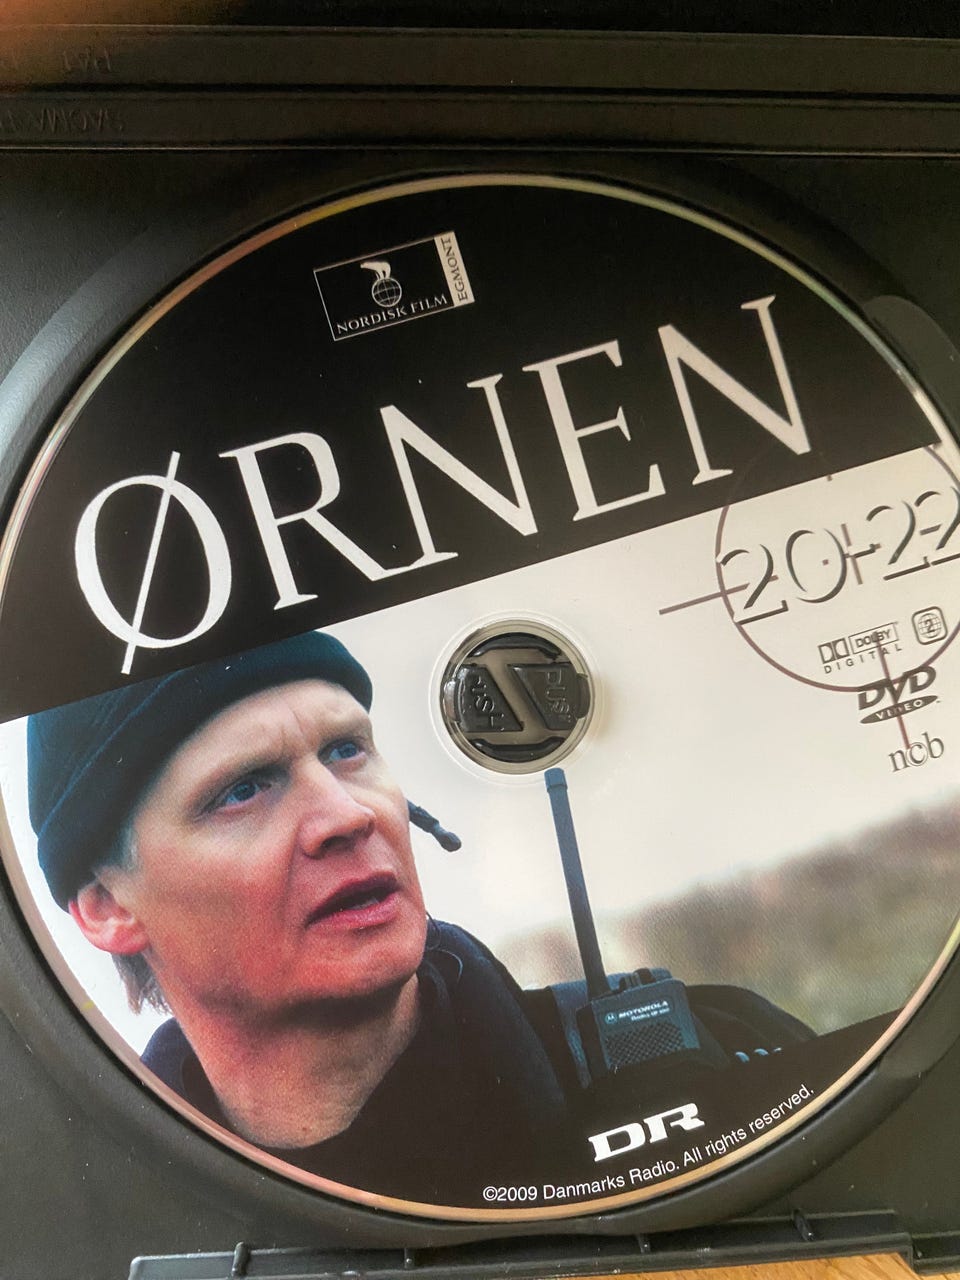 NORDISK FILM
EGMONT
ØRNEN
20-22
DOLBY
DIGITAL
2
DVD
VIDEO
ncb
PUSH
PUSH
MOTOROLA
DR
©2009 Danmarks Radio. All rights reserved.